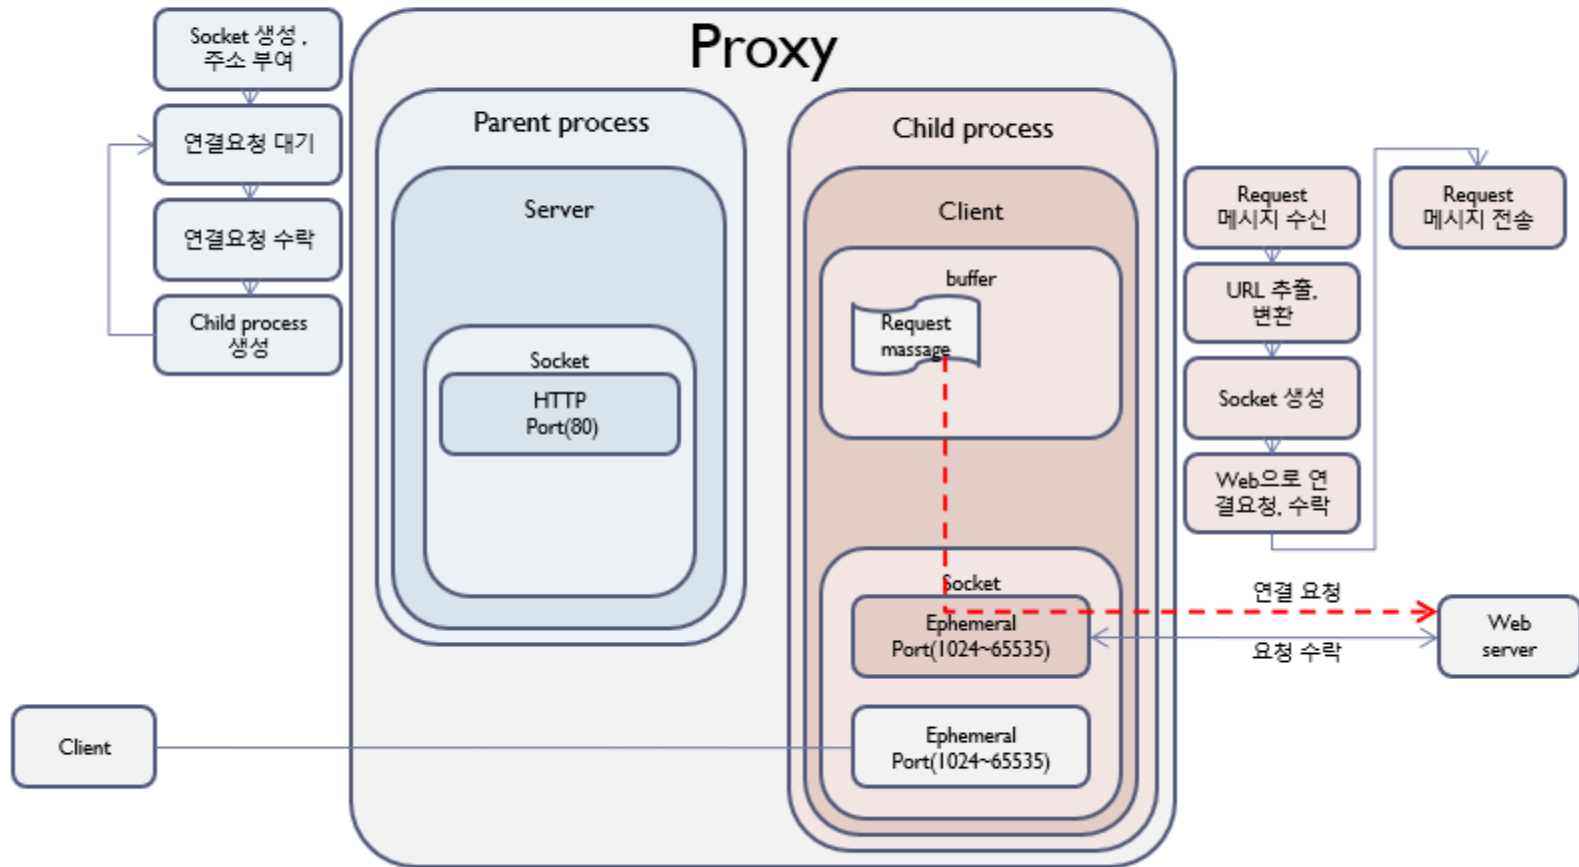 Proxy
Socket 생성 ,
주소 부여
연결요청 대기
연결요청 수락
Child process
생성
Parent process
Server
Socket
HTTP
Port(80)
Child process
Client
buffer
Request
massage
Socket
Ephemeral
Port(1024~65535)
Ephemeral
Port(1024~65535)
Request
메시지 수신
URL 추출,
변환
Socket 생성
Web으로 연
결요청, 수락
Request
메시지 전송
연결 요청
요청 수락
Web
server
Client